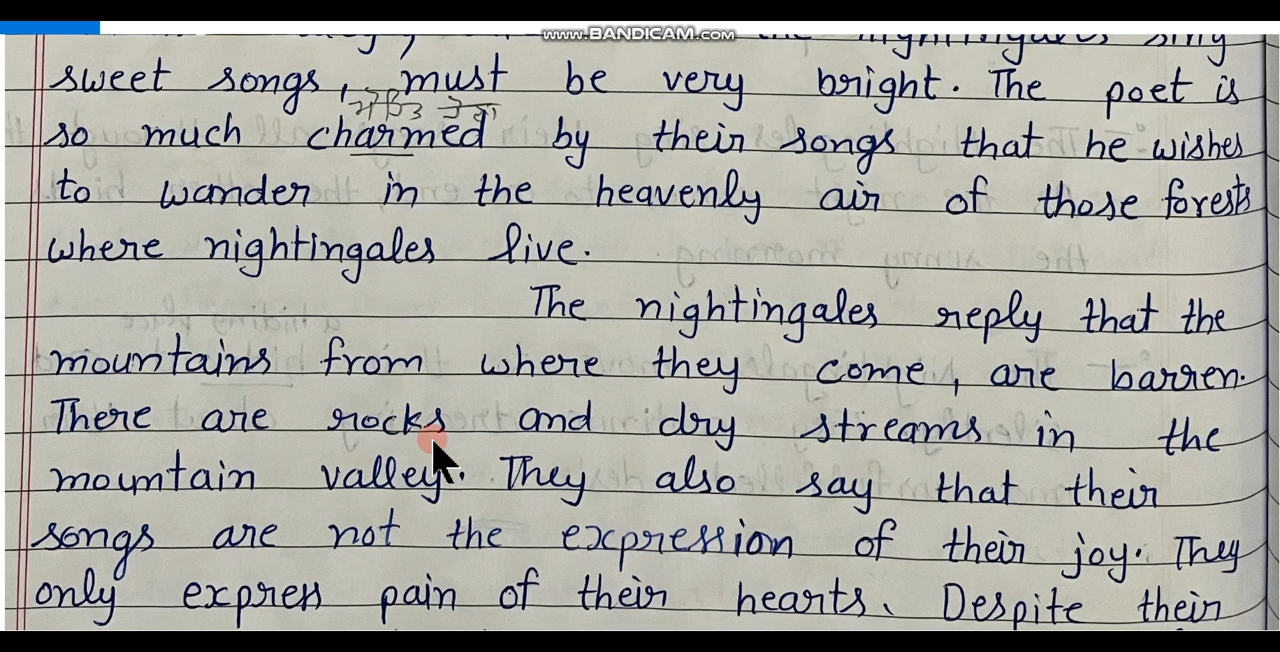 www.BANDICAM.com
the nightingales sing
sweet songs, must be very bright. The poet is
so much charmed by their songs that he wishes
to wander in the heavenly air of those forests
where nightingales live.
The nightingales reply that the
mountains from where they come, are barren.
There are rocks and dry streams in the
mountain valley. They also say that their
songs are not the expression of their joy. They
only express pain of their hearts. Despite their